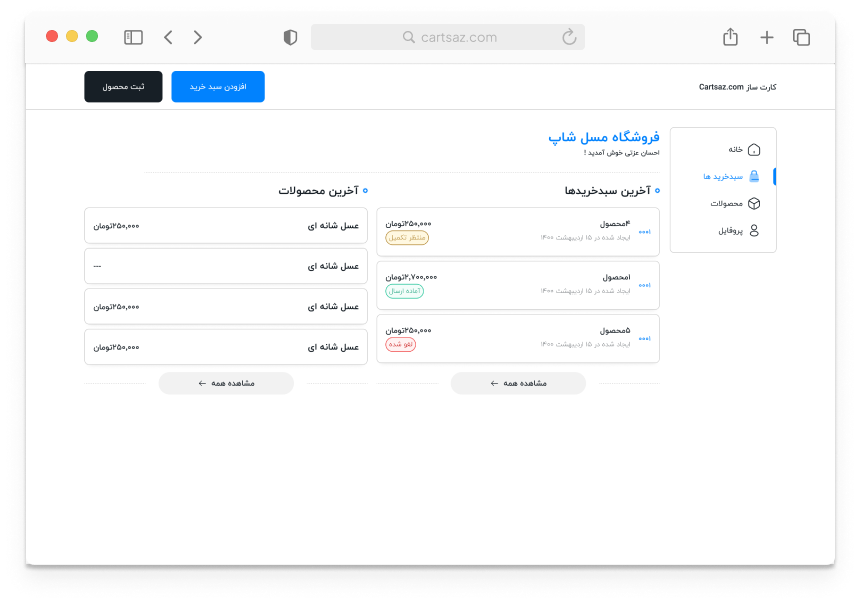 cartsaz.com
کارت ساز Cartsaz.com
افزودن سبد خرید
ثبت محصول
خانه
سبدخرید ها
محصولات
پروفایل
فروشگاه مسل شاپ
احسان عزتی خوش آمدید !
آخرین سبدخریدها
۰۰۰۱
۴محصول
ایجاد شده در ۱۵ اردیبهشت ۱۴۰۰
۲۵۰,۰۰۰تومان
منتظر تکمیل
۰۰۰۱
۱محصول
ایجاد شده در ۱۵ اردیبهشت ۱۴۰۰
۲,۷۰۰,۰۰۰تومان
آماده ارسال
۰۰۰۱
۵محصول
ایجاد شده در ۱۵ اردیبهشت ۱۴۰۰
۲۵۰,۰۰۰تومان
لغو شده
مشاهده همه
آخرین محصولات
عسل شانه ای
۲۵۰,۰۰۰تومان
عسل شانه ای
---
عسل شانه ای
۲۵۰,۰۰۰تومان
عسل شانه ای
۲۵۰,۰۰۰تومان
مشاهده همه